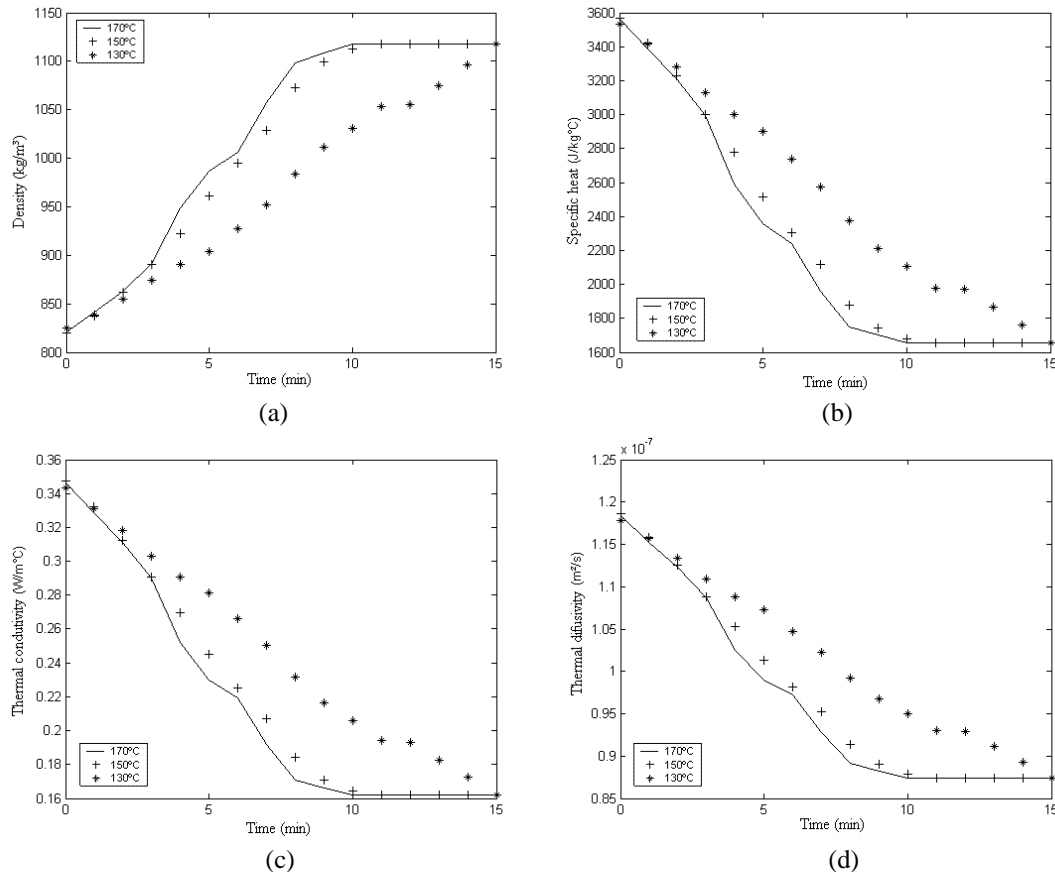 170ºC
150ºC
130ºC
1150
1100
1050
1000
950
900
850
800
Density (kg/m³)
0 5 10 15
Time (min)
(a)
3600
3400
3200
3000
2800
2600
2400
2200
2000
1800
1600
Specific heat (J/kgºC)
170ºC
150ºC
130ºC
0 5 10 15
Time (min)
(b)
0.36
0.34
0.32
0.3
0.28
0.26
0.24
0.22
0.2
0.18
0.16
Thermal condutivity (W/mºC)
170ºC
150ºC
130ºC
0 5 10 15
Time (min)
(c)
x 10⁻⁷
1.25
1.2
1.15
1.1
1.05
1
0.95
0.9
0.85
Thermal difusivity (m²/s)
170ºC
150ºC
130ºC
0 5 10 15
Time (min)
(d)